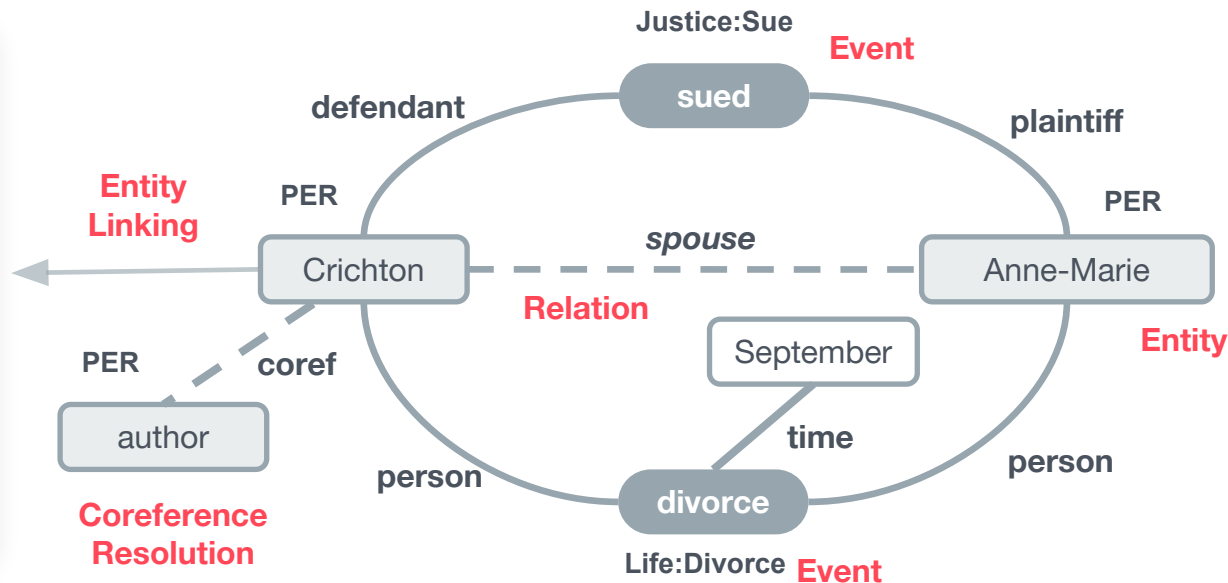 Justice:Sue
Event
sued
defendant
plaintiff
Entity
Linking
PER
PER
spouse
Crichton
Anne-Marie
Relation
Entity
September
PER
coref
author
time
person
person
divorce
Coreference
Resolution
Life:Divorce
Event